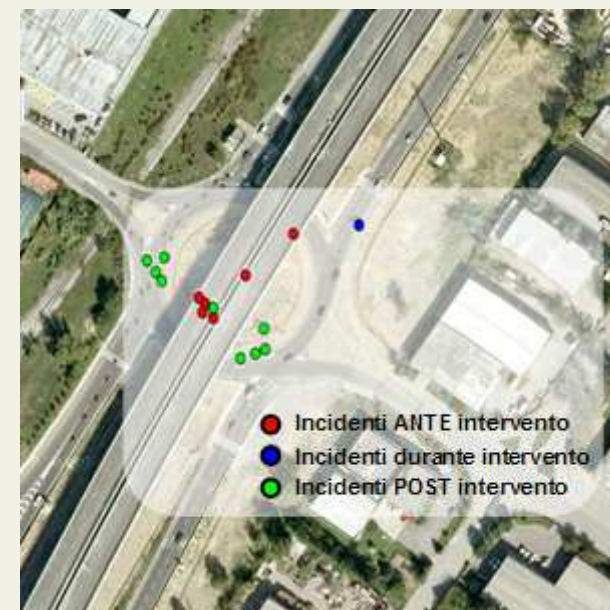 Incidenti ANTE intervento
Incidenti durante intervento
Incidenti POST intervento